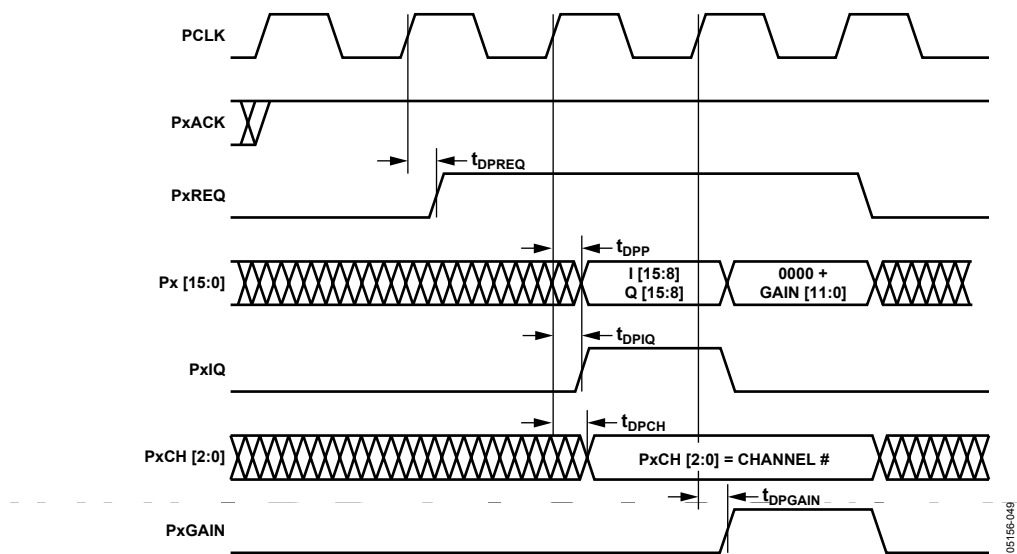 PCLK
PxACK
tDPREQ
PxREQ
tDPP
Px [15:0]
I [15:8]
Q [15:8]
0000 +
GAIN [11:0]
tDPIQ
PxIQ
tDPCH
PxCH [2:0]
PxCH [2:0] = CHANNEL #
tDPGAIN
PxGAIN
05156-049